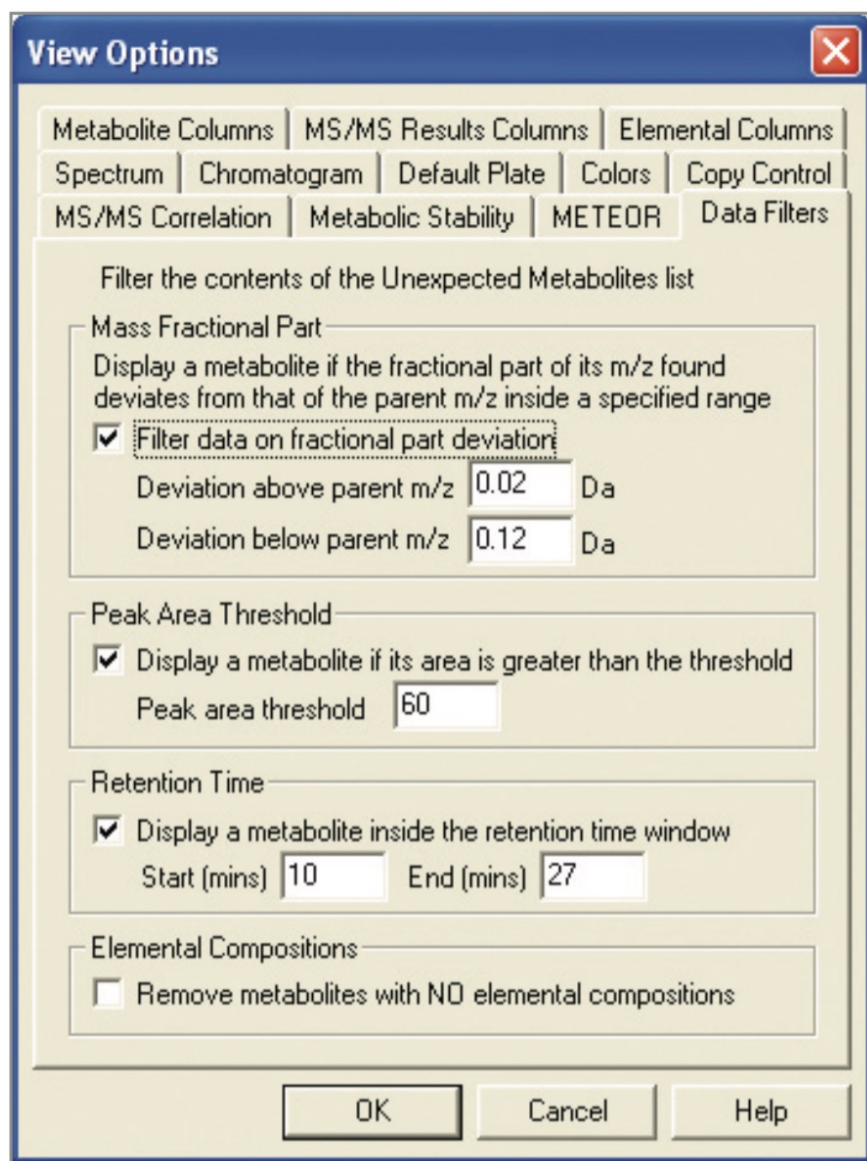 View Options
Metabolite Columns
MS/MS Results Columns
Elemental Columns
Spectrum
Chromatogram
Default Plate
Colors
Copy Control
MS/MS Correlation
Metabolic Stability
METEOR
Data Filters
Filter the contents of the Unexpected Metabolites list
Mass Fractional Part
Display a metabolite if the fractional part of its m/z found
deviates from that of the parent m/z inside a specified range
Filter data on fractional part deviation
Deviation above parent m/z 0.02 Da
Deviation below parent m/z 0.12 Da
Peak Area Threshold
Display a metabolite if its area is greater than the threshold
Peak area threshold 60
Retention Time
Display a metabolite inside the retention time window
Start (mins) 10 End (mins) 27
Elemental Compositions
Remove metabolites with NO elemental compositions
OK
Cancel
Help